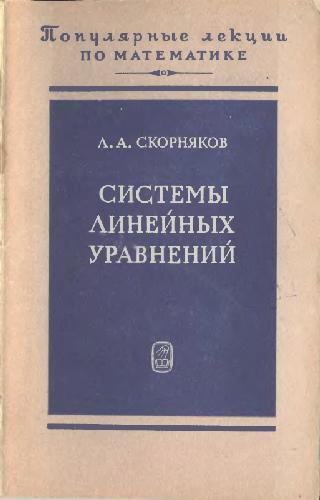 Популярные лекции
ПО МАТЕМАТИКЕ
Л. А. СКОРНЯКОВ
СИСТЕМЫ
ЛИНЕЙНЫХ
УРАВНЕНИЙ